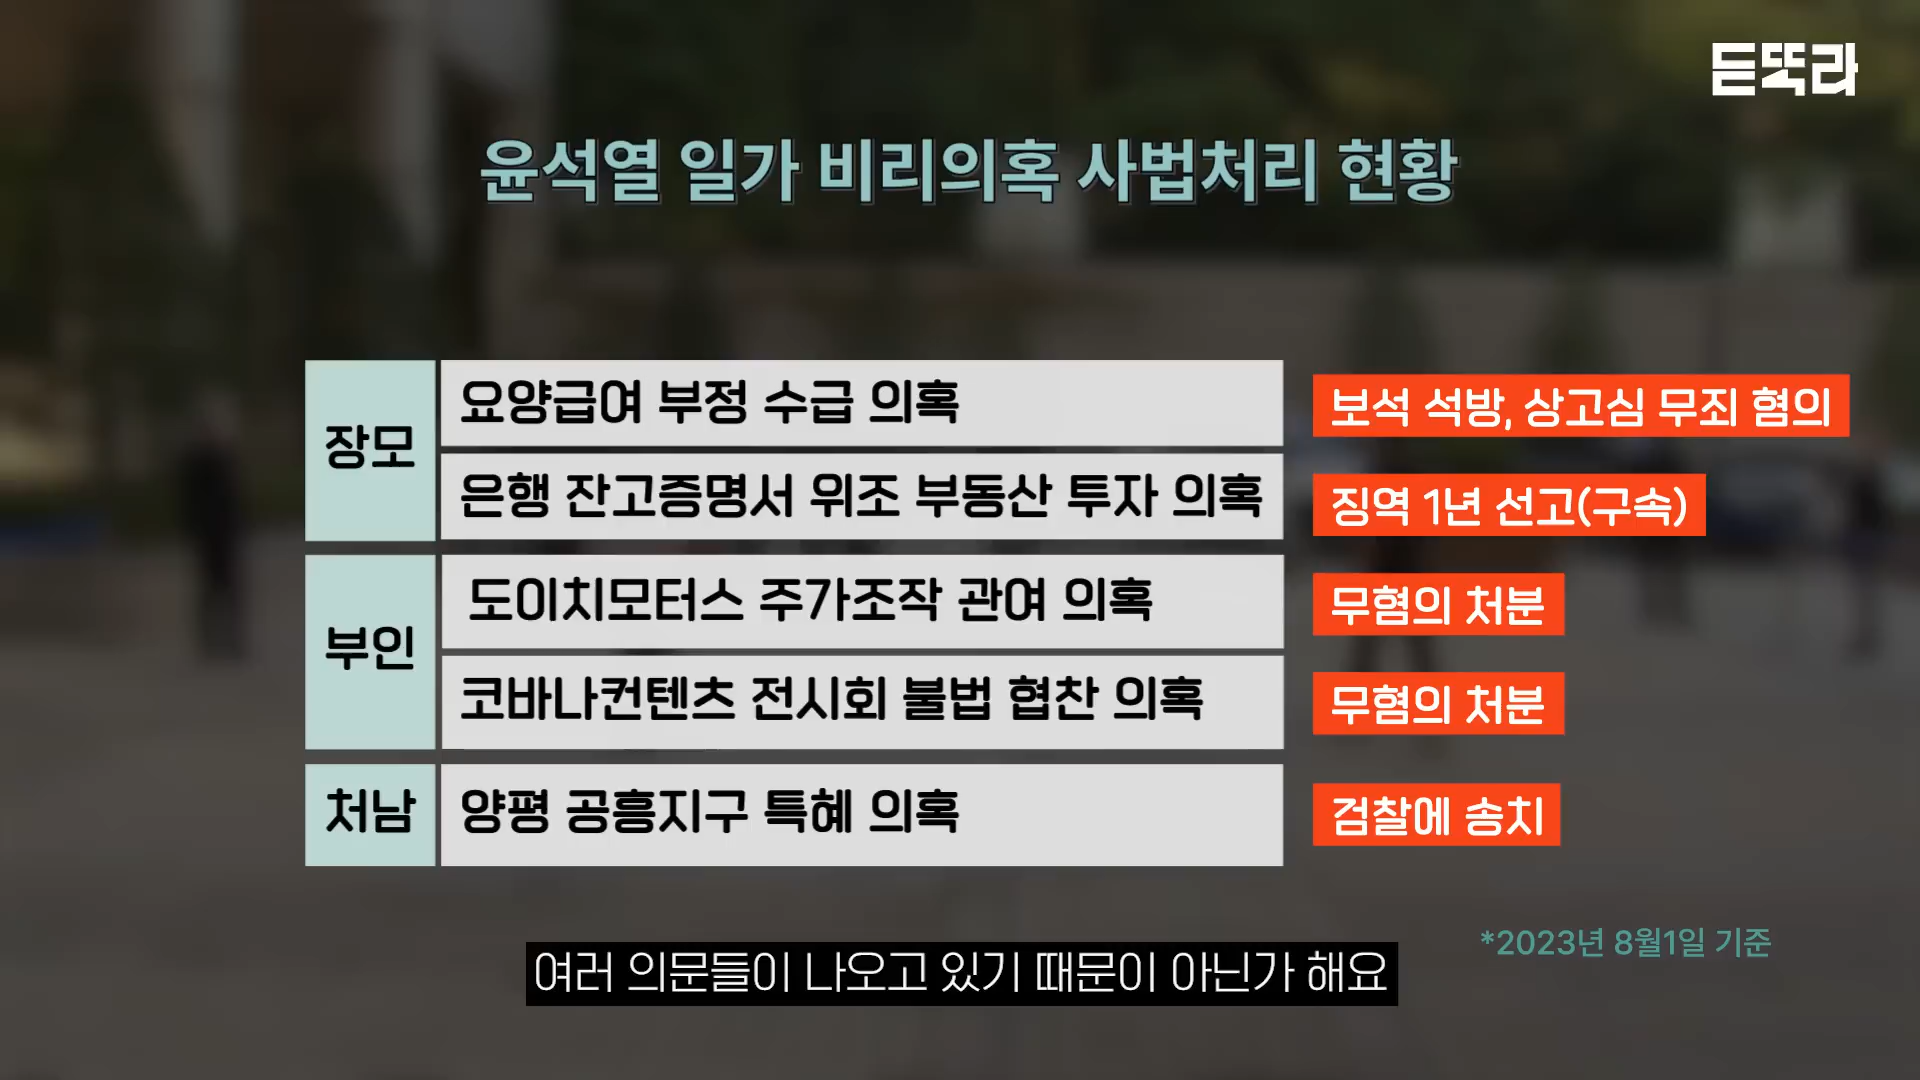 듣똑라
윤석열 일가 비리의혹 사법처리 현황
장모
요양급여 부정 수급 의혹
보석 석방, 상고심 무죄 혐의
은행 잔고증명서 위조 부동산 투자 의혹
징역 1년 선고(구속)
부인
도이치모터스 주가조작 관여 의혹
무혐의 처분
코바나컨텐츠 전시회 불법 협찬 의혹
무혐의 처분
처남
양평 공흥지구 특혜 의혹
검찰에 송치
*2023년 8월1일 기준
여러 의문들이 나오고 있기 때문이 아닌가 해요